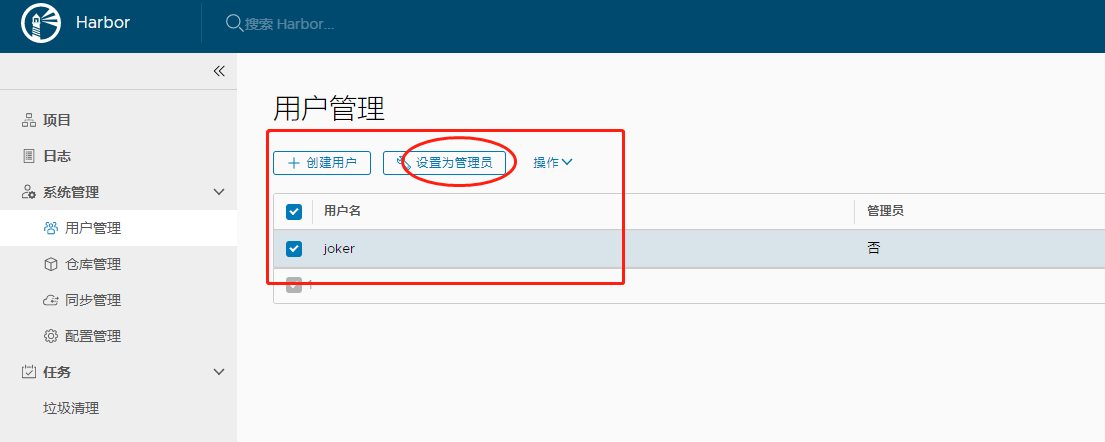 Harbor
搜索 Harbor...
项目
日志
系统管理
用户管理
仓库管理
同步管理
配置管理
任务
垃圾清理
用户管理
创建用户 设置为管理员 操作
用户名 管理员
joker 否
1